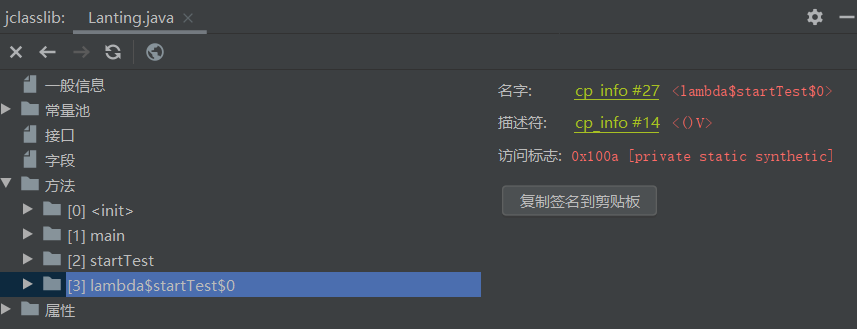 jclasslib: Lanting.java
一般信息
常量池
接口
字段
方法
[0] <init>
[1] main
[2] startTest
[3] lambda$startTest$0
属性
名字: cp_info #27 <lambda$startTest$0>
描述符: cp_info #14 <()V>
访问标志: 0x100a [private static synthetic]
复制签名到剪贴板